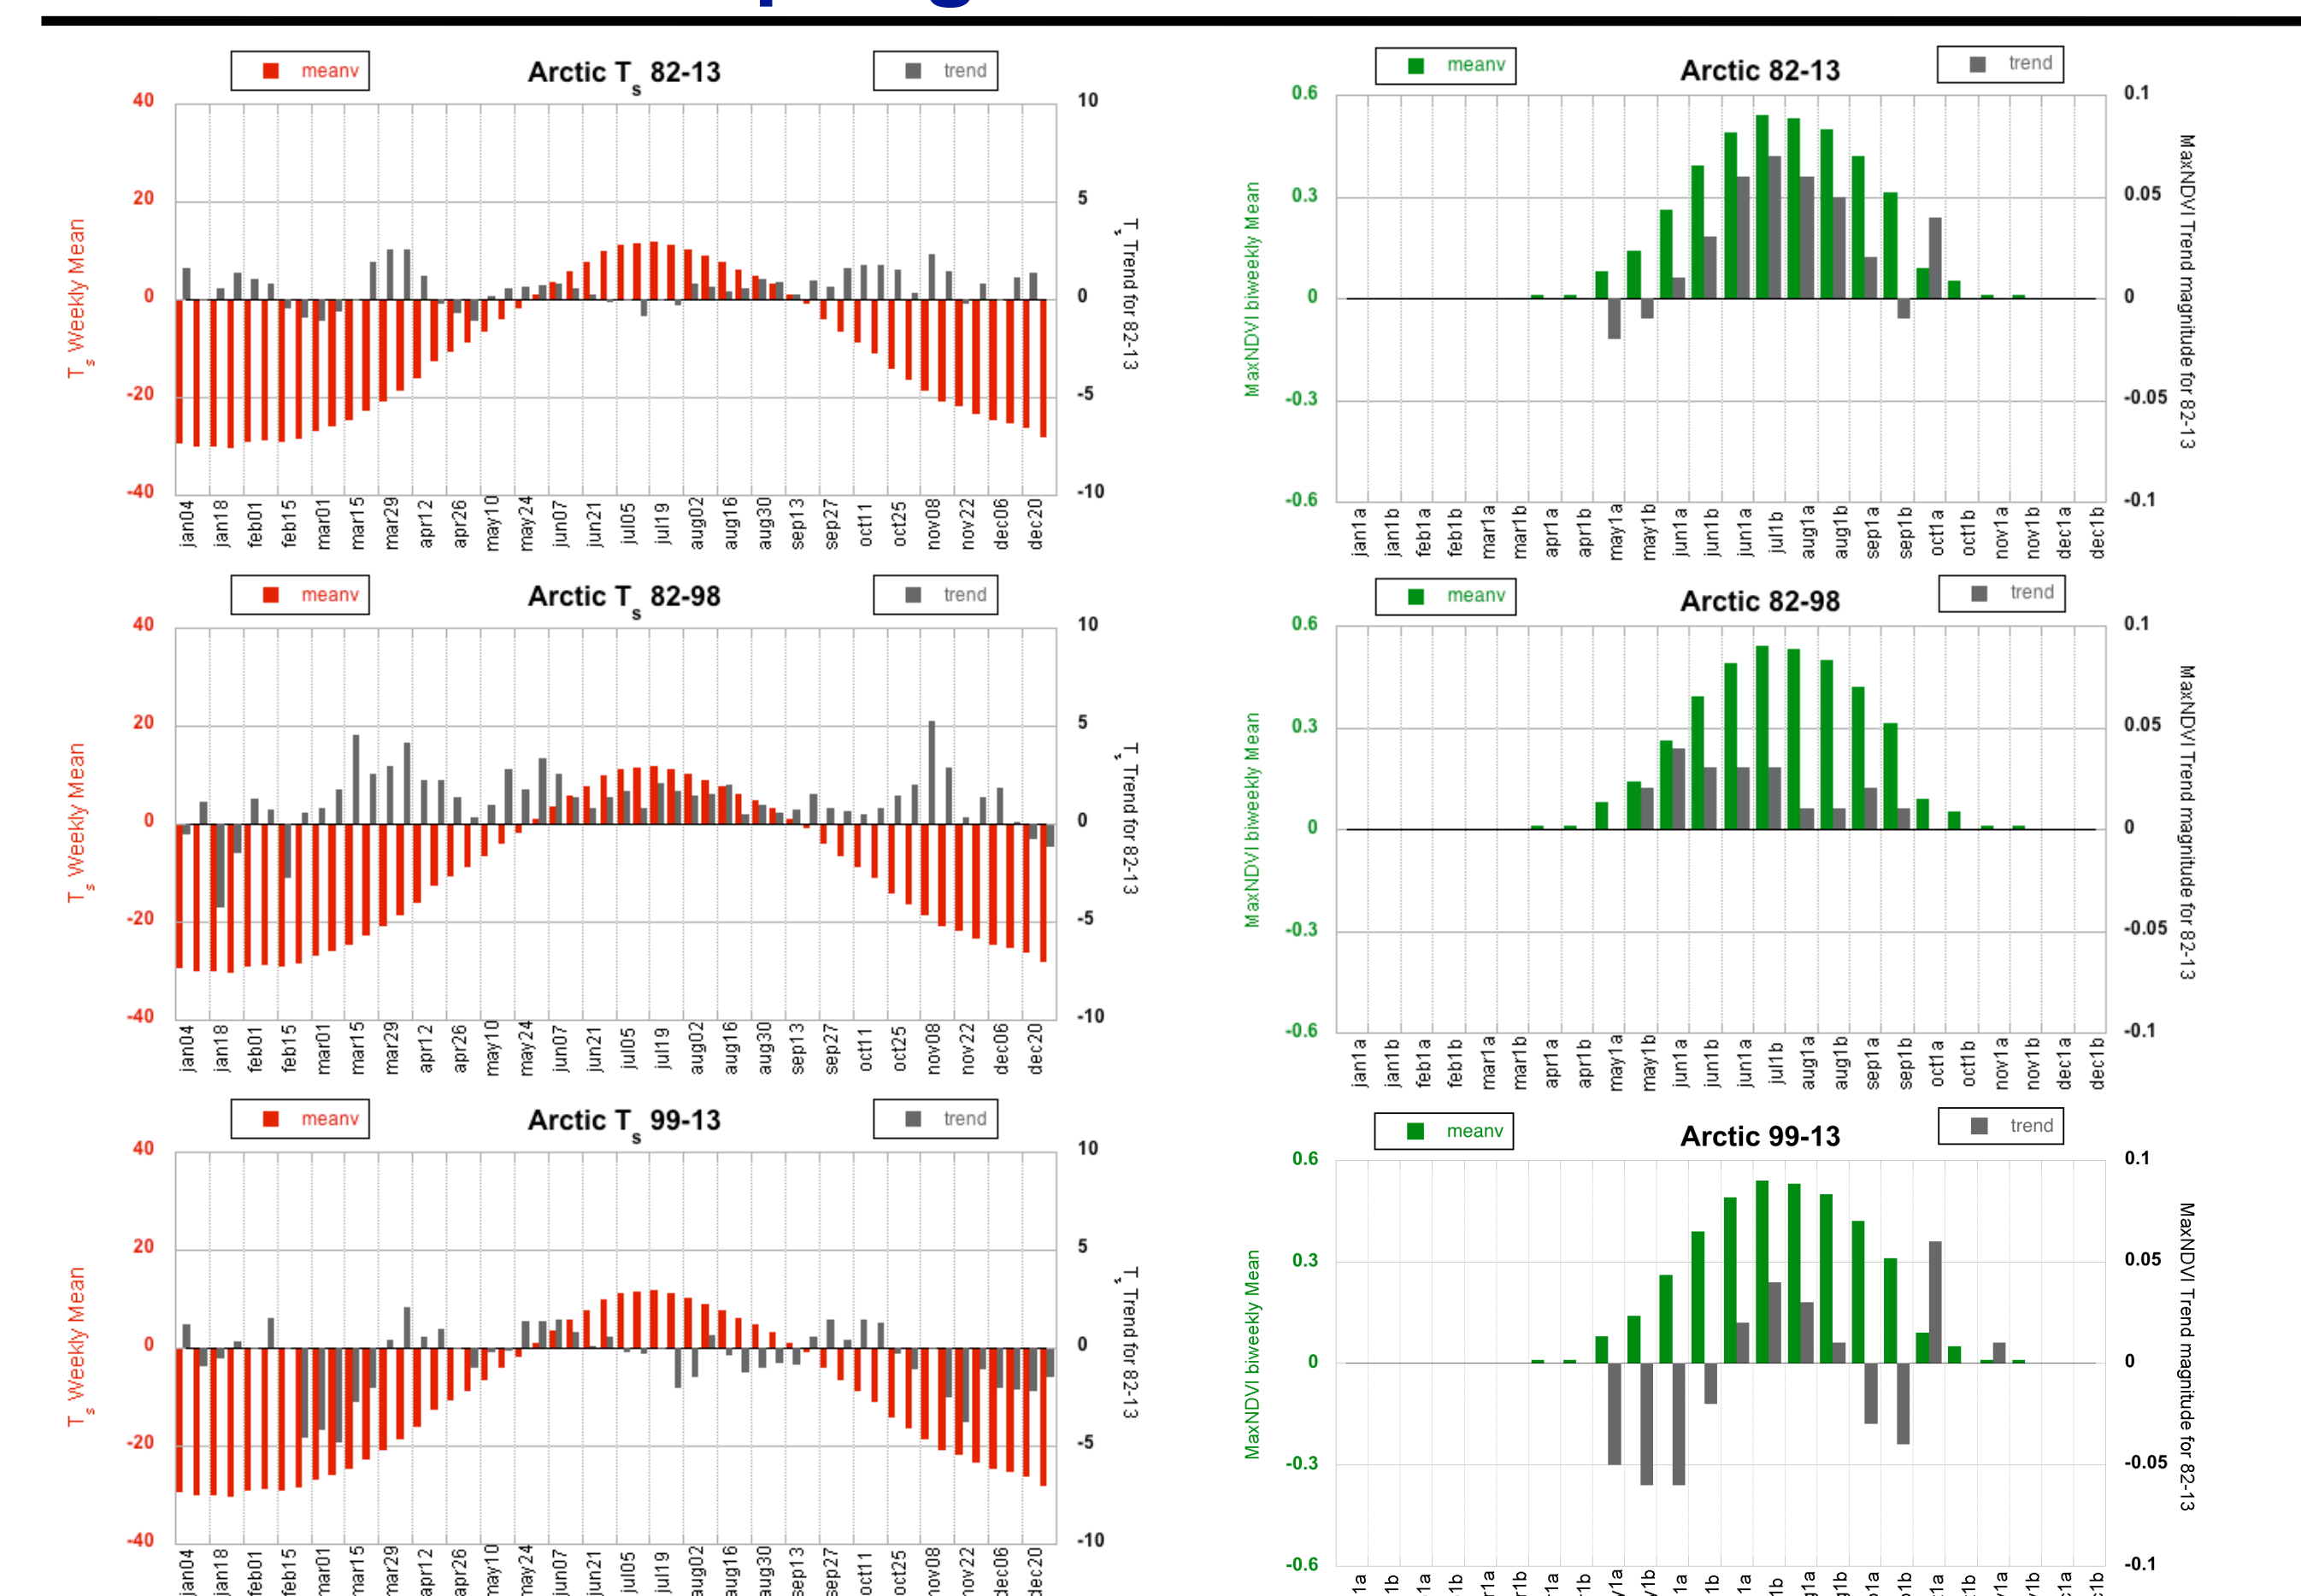 meanv
Arctic Ts 82-13
trend
40
20
0
-20
-40
10
5
0
-5
-10
Ts Weekly Mean
Ts Trend for 82-13
jan04
jan18
feb01
feb15
mar01
mar15
mar29
apr12
apr26
may10
may24
jun07
jun21
jul05
jul19
aug02
aug16
aug30
sep13
sep27
oct11
oct25
nov08
nov22
dec06
dec20
meanv
Arctic 82-13
trend
0.6
0.3
0
-0.3
-0.6
0.1
0.05
0
-0.05
-0.1
MaxNDVI biweekly Mean
MaxNDVI Trend magnitude for 82-13
jan1a
jan1b
feb1a
feb1b
mar1a
mar1b
apr1a
apr1b
may1a
may1b
jun1a
jun1b
jun1a
jul1b
aug1a
aug1b
sep1a
sep1b
oct1a
oct1b
nov1a
nov1b
dec1a
dec1b
meanv
Arctic Ts 82-98
trend
40
20
0
-20
-40
10
5
0
-5
-10
Ts Weekly Mean
Ts Trend for 82-13
jan04
jan18
feb01
feb15
mar01
mar15
mar29
apr12
apr26
may10
may24
jun07
jun21
jul05
jul19
aug02
aug16
aug30
sep13
sep27
oct11
oct25
nov08
nov22
dec06
dec20
meanv
Arctic 82-98
trend
0.6
0.3
0
-0.3
-0.6
0.1
0.05
0
-0.05
-0.1
MaxNDVI biweekly Mean
MaxNDVI Trend magnitude for 82-13
jan1a
jan1b
feb1a
feb1b
mar1a
mar1b
apr1a
apr1b
may1a
may1b
jun1a
jun1b
jun1a
jul1b
aug1a
aug1b
sep1a
sep1b
oct1a
oct1b
nov1a
nov1b
dec1a
dec1b
meanv
Arctic Ts 99-13
trend
40
20
0
-20
-40
10
5
0
-5
-10
Ts Weekly Mean
Ts Trend for 82-13
jan04
jan18
feb01
feb15
mar01
mar15
mar29
apr12
apr26
may10
may24
jun07
jun21
jul05
jul19
aug02
aug16
aug30
sep13
sep27
oct11
oct25
nov08
nov22
dec06
dec20
meanv
Arctic 99-13
trend
0.6
0.3
0
-0.3
-0.6
0.1
0.05
0
-0.05
-0.1
MaxNDVI biweekly Mean
MaxNDVI Trend magnitude for 82-13